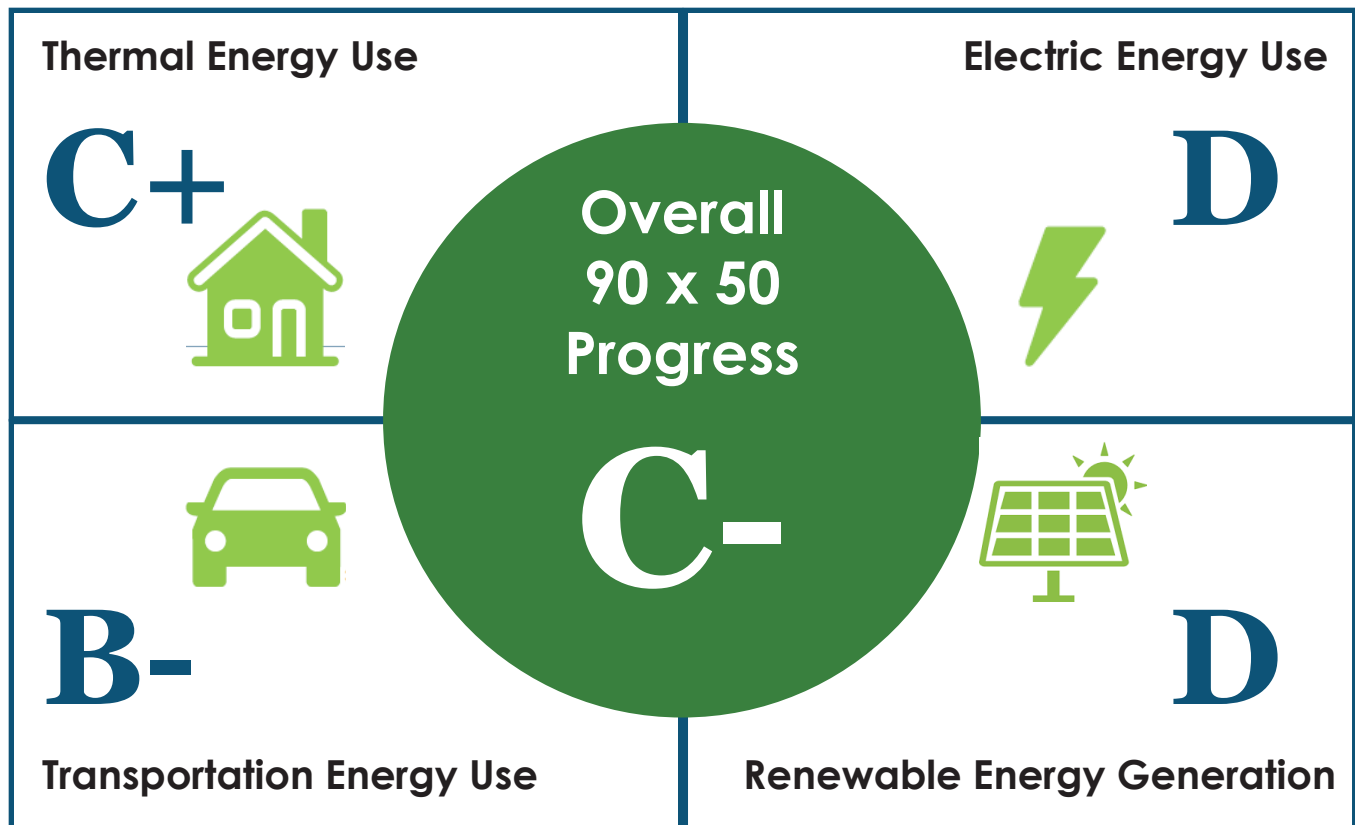 Thermal Energy Use
C+
Electric Energy Use
D
Overall
90 x 50
Progress
C-
B-
Transportation Energy Use
D
Renewable Energy Generation